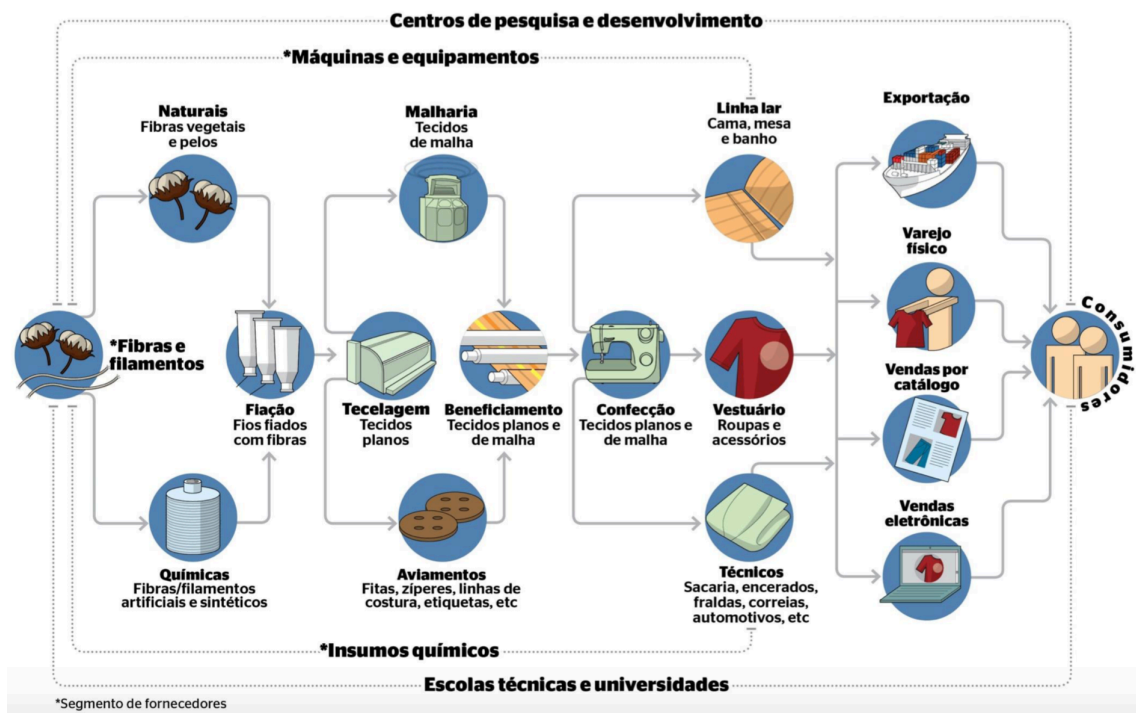 Centros de pesquisa e desenvolvimento
*Máquinas e equipamentos
Naturais
Fibras vegetais
e pelos
Malharia
Tecidos
de malha
Linha lar
Cama, mesa
e banho
Exportação
Varejo
físico
*Fibras e
filamentos
Flação
Fios fiados
com fibras
Tecelagem
Tecidos
planos
Beneficiamento
Tecidos planos e
de malha
Confecção
Tecidos planos e
de malha
Vestuário
Roupas e
acessórios
Vendas por
catálogo
Consumidores
Vendas
eletrônicas
Químicas
Fibras/filamentos
artificiais e sintéticos
Aviamentos
Fitas, zíperes, linhas de
costura, etiquetas, etc
Técnicos
Sacaria, encerados,
fraldas, correias,
automotivos, etc
*Insumos químicos
Escolas técnicas e universidades
*Segmento de fornecedores